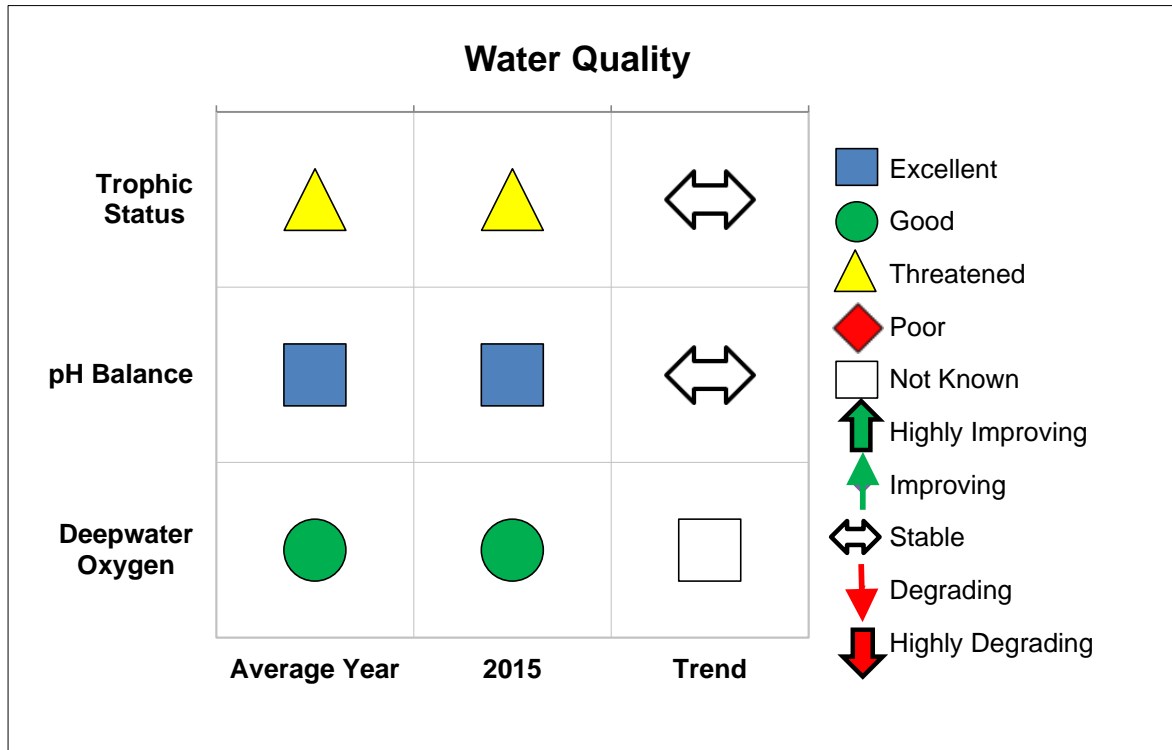 Water Quality
Trophic
Status
pH Balance
Deepwater
Oxygen
Average Year
2015
Trend
Excellent
Good
Threatened
Poor
Not Known
Highly Improving
Improving
Stable
Degrading
Highly Degrading